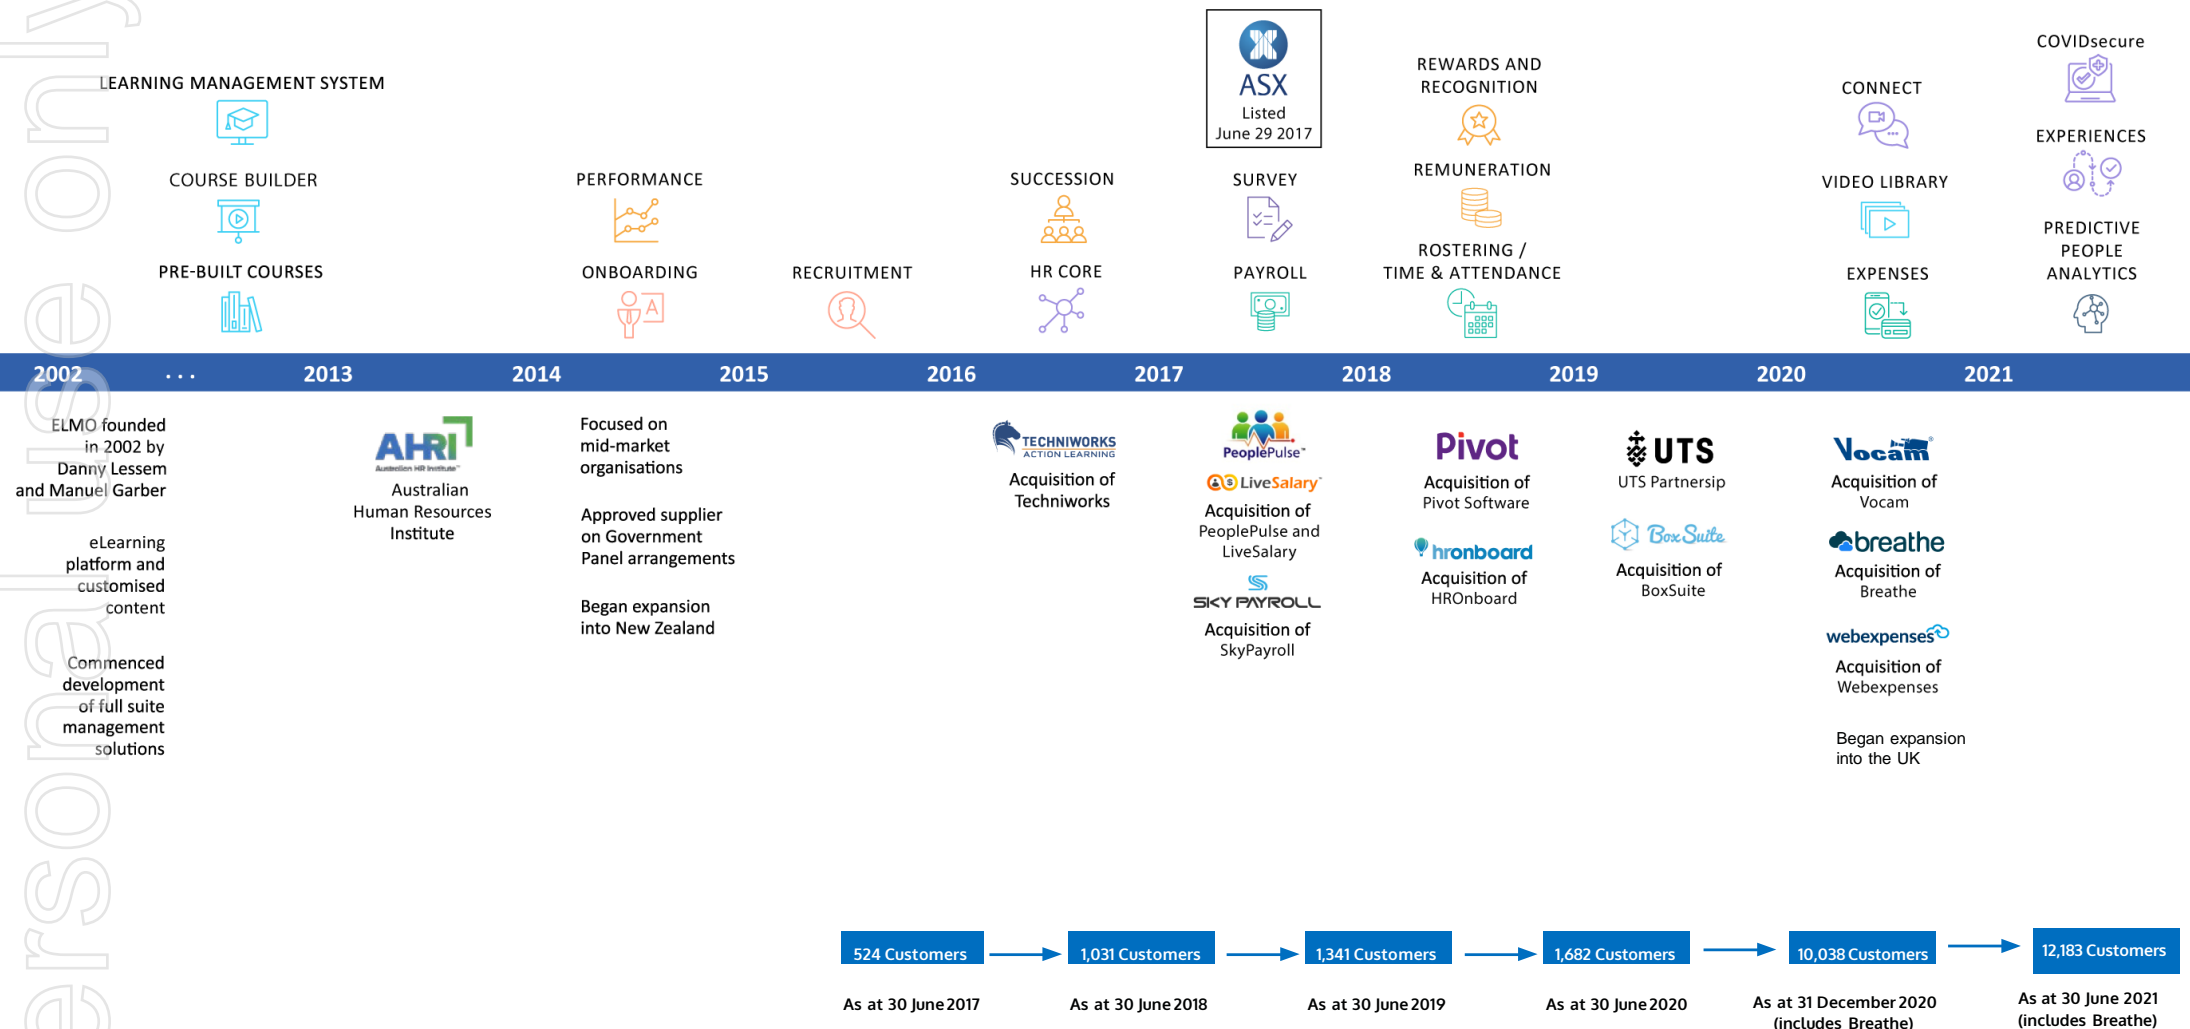 LEARNING MANAGEMENT SYSTEM
COURSE BUILDER
PRE-BUILT COURSES
PERFORMANCE
ONBOARDING
RECRUITMENT
SUCCESSION
HR CORE
ASX
Listed
June 29 2017
SURVEY
PAYROLL
REWARDS AND
RECOGNITION
REMUNERATION
ROSTERING /
TIME & ATTENDANCE
CONNECT
VIDEO LIBRARY
EXPENSES
COVIDsecure
EXPERIENCES
PREDICTIVE
PEOPLE
ANALYTICS
2002 ... 2013 2014 2015 2016 2017 2018 2019 2020 2021
ELMO founded
in 2002 by
Danny Lessem
and Manuel Garber
eLearning
platform and
customised
content
Commenced
development
of full suite
management
solutions
AHRI
Australian HR Institute™
Australian
Human Resources
Institute
Focused on
mid-market
organisations
Approved supplier
on Government
Panel arrangements
Began expansion
into New Zealand
TECHNIWORKS
ACTION LEARNING
Acquisition of
Techniworks
PeoplePulse™
LiveSalary™
Acquisition of
PeoplePulse and
LiveSalary
SKY PAYROLL
Acquisition of
SkyPayroll
Pivot
Acquisition of
Pivot Software
hronboard
Acquisition of
HROnboard
UTS
UTS Partnersip
BoxSuite
Acquisition of
BoxSuite
Vocam®
Acquisition of
Vocam
breathe
Acquisition of
Breathe
webexpenses
Acquisition of
Webexpenses
Began expansion
into the UK
524 Customers
1,031 Customers
1,341 Customers
1,682 Customers
10,038 Customers
12,183 Customers
As at 30 June 2017
As at 30 June 2018
As at 30 June 2019
As at 30 June 2020
As at 31 December 2020
(includes Breathe)
As at 30 June 2021
(includes Breathe)
ersonal use only